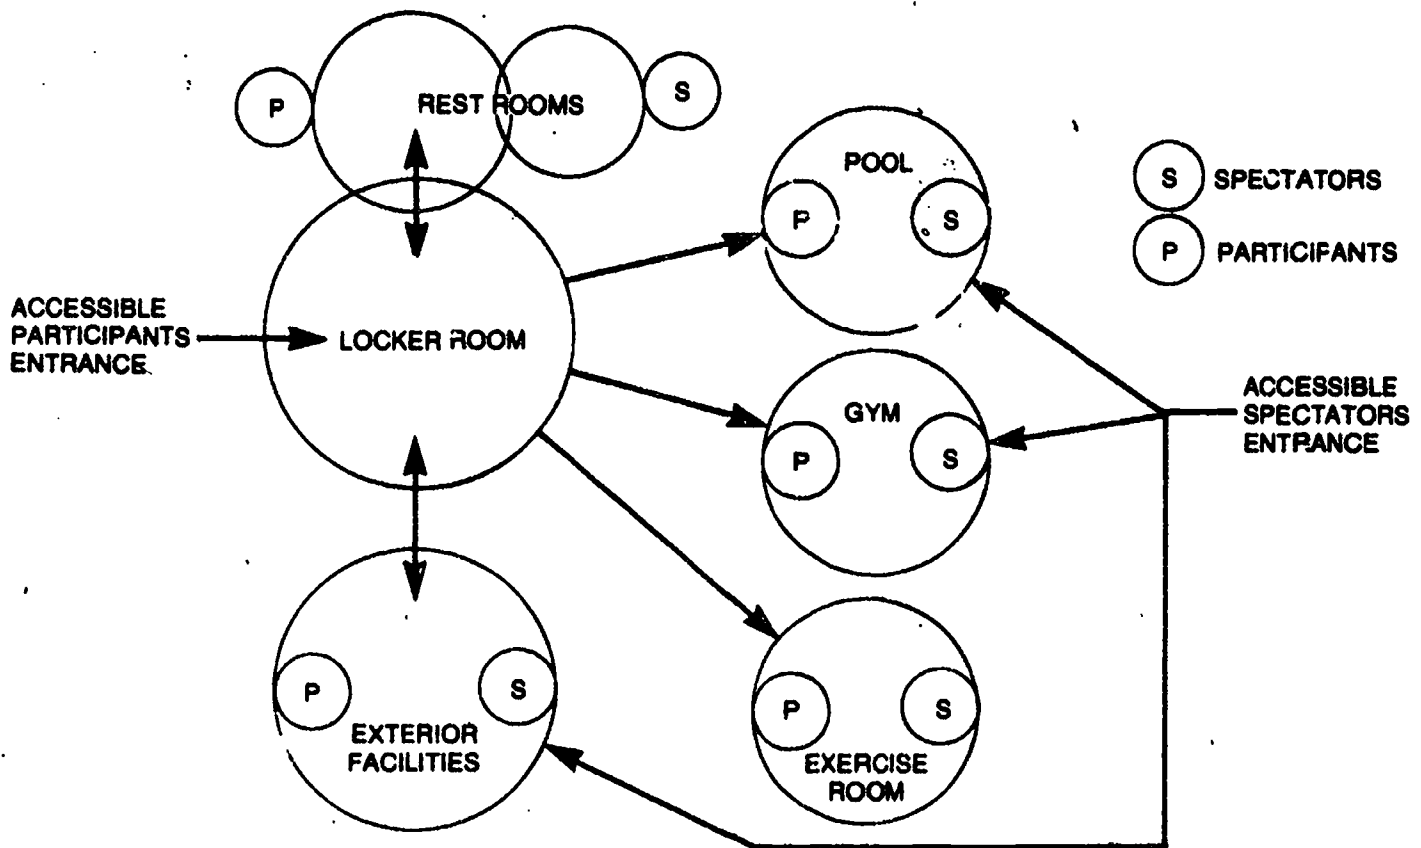 P
REST ROOMS
S
POOL
P
S
S SPECTATORS
P PARTICIPANTS
ACCESSIBLE
PARTICIPANTS
ENTRANCE
LOCKER ROOM
GYM
P
S
ACCESSIBLE
SPECTATORS
ENTRANCE
P
S
EXTERIOR
FACILITIES
P
S
EXERCISE
ROOM